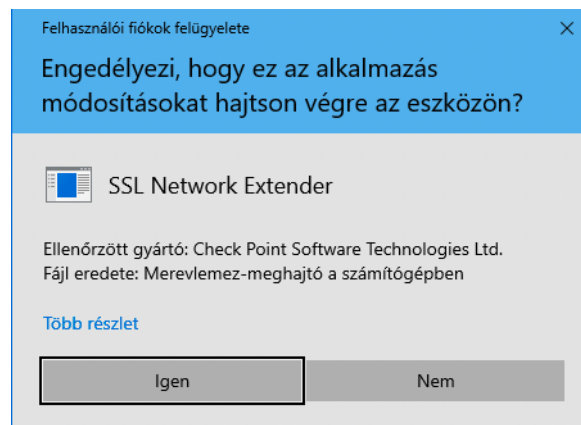 Felhasználói fiókok felügyelete
Engedélyezi, hogy ez az alkalmazás
módosításokat hajtson végre az eszközön?
SSL Network Extender
Ellenőrzött gyártó: Check Point Software Technologies Ltd.
Fájl eredete: Merevlemez-meghajtó a számítógépben
Több részlet
Igen Nem